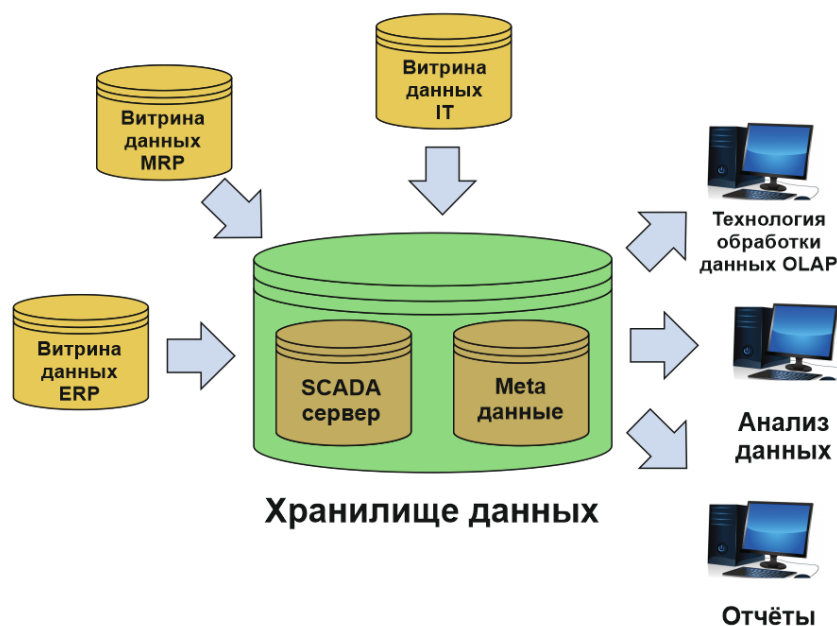 Витрина
данных
IT
Витрина
данных
MRP
Технология
обработки
данных OLAP
Витрина
данных
ERP
SCADA
сервер
Meta
данные
Анализ
данных
Хранилище данных
Отчёты